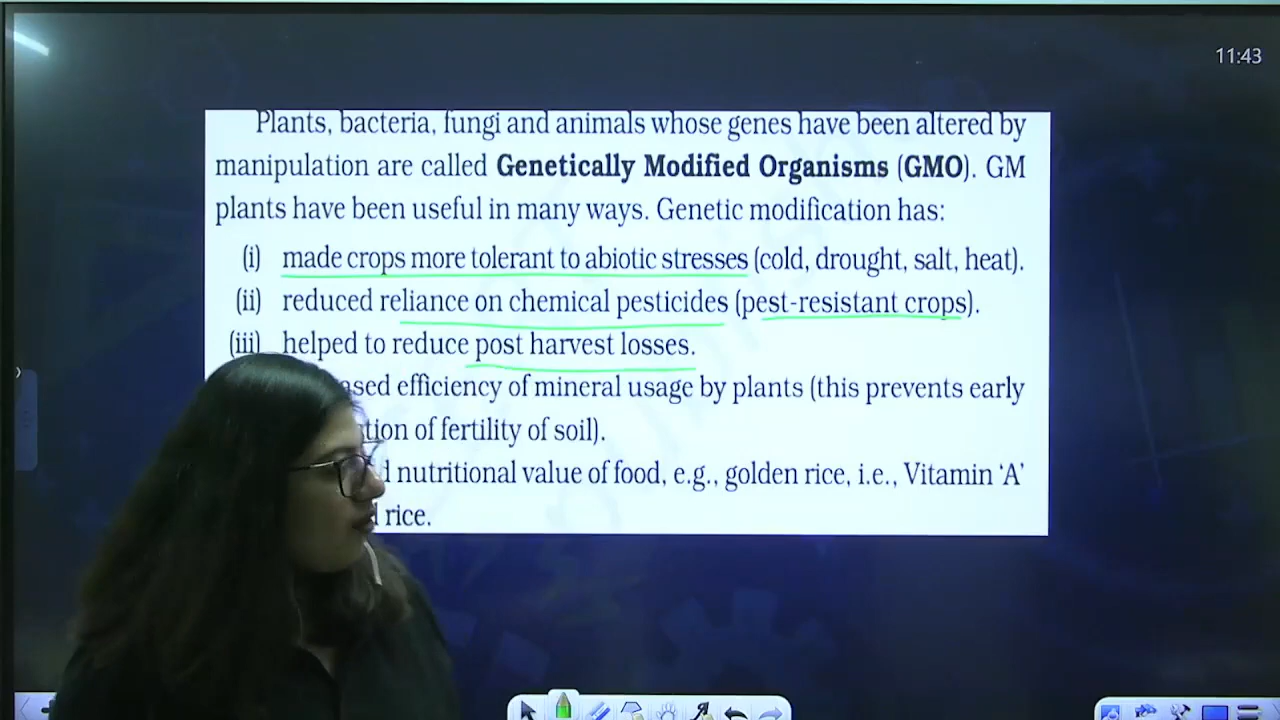 11:43
Plants, bacteria, fungi and animals whose genes have been altered by
manipulation are called Genetically Modified Organisms (GMO). GM
plants have been useful in many ways. Genetic modification has:
(i) made crops more tolerant to abiotic stresses (cold, drought, salt, heat).
(ii) reduced reliance on chemical pesticides (pest-resistant crops).
(iii) helped to reduce post harvest losses.
efficiency of mineral usage by plants (this prevents early
of fertility of soil).
nutritional value of food, e.g., golden rice, i.e., Vitamin ‘A’
rice.